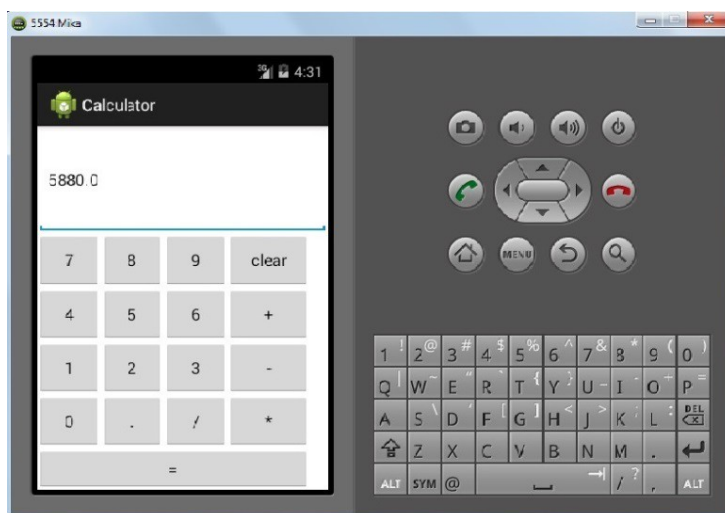 5554:Mika
3G 4:31
Calculator
5880.0
7 8 9 clear
4 5 6 +
1 2 3 -
0 . / *
=
MENU
1 ! 2 @ 3 # 4 $ 5 % 6 ^ 7 & 8 * 9 ( 0 )
Q | W ~ E " R ` T { Y } U _ I - O + P =
A S \ D ' F [ G ] H < J > K ; L : DEL
Z X C V B N M .
ALT SYM @ / ? , ALT